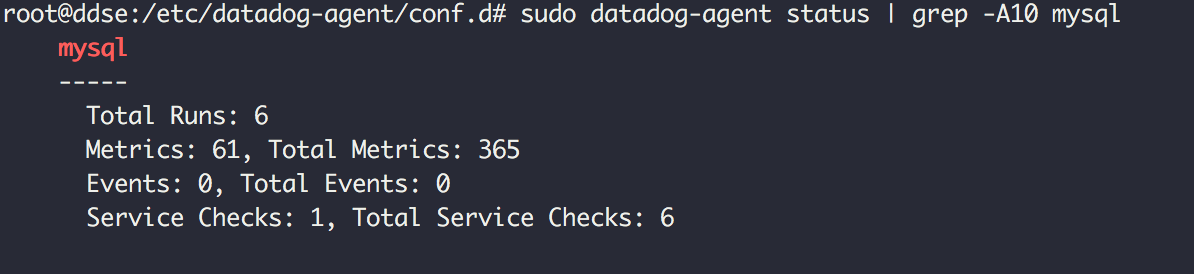 root@ddse:/etc/datadog-agent/conf.d# sudo datadog-agent status | grep -A10 mysql
mysql
-----
Total Runs: 6
Metrics: 61, Total Metrics: 365
Events: 0, Total Events: 0
Service Checks: 1, Total Service Checks: 6